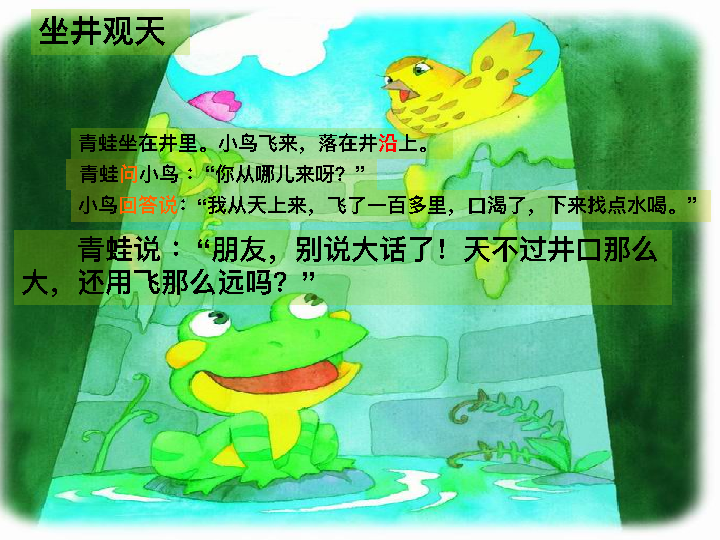 坐井观天
青蛙坐在井里。小鸟飞来，落在井沿上。
青蛙问小鸟：“你从哪儿来呀？”
小鸟回答说：“我从天上来，飞了一百多里，口渴了，下来找点水喝。”
青蛙说：“朋友，别说大话了！天不过井口那么
大，还用飞那么远吗？”